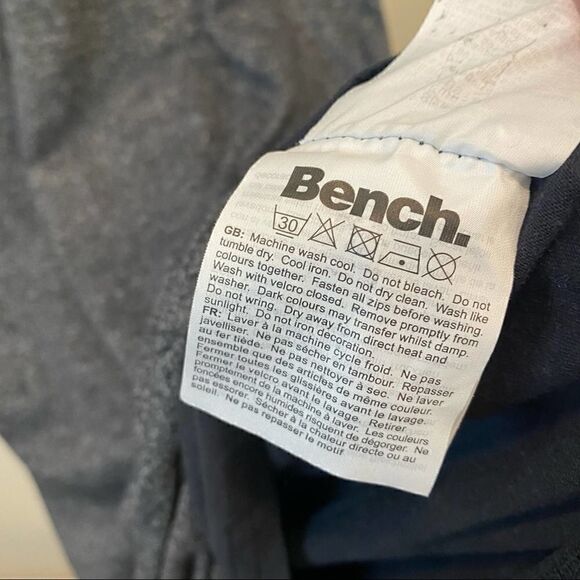 Bench.
30
GB: Machine wash cool. Do not bleach. Do not
tumble dry. Cool iron. Do not dry clean. Wash like
colours together. Fasten all zips before washing.
Wash with velcro closed. Remove promptly from
washer. Dark colours may transfer whilst damp.
Do not wring. Dry away from direct heat and
sunlight. Do not iron decoration.
FR: Laver à la machine cycle froid. Ne pas
javelliser. Ne pas sécher en tambour. Repasser
au fer tiède. Ne pas nettoyer à sec. Ne laver
ensemble que des articles de même couleur.
Fermer toutes les glissières avant le lavage.
Fermer le velcro avant le lavage. Retirer
promptement de la machine à laver. Les couleurs
foncées encore humides risquent de dégorger. Ne
pas essorer. Sécher à la chaleur directe ou au
soleil. Ne pas repasser le motif